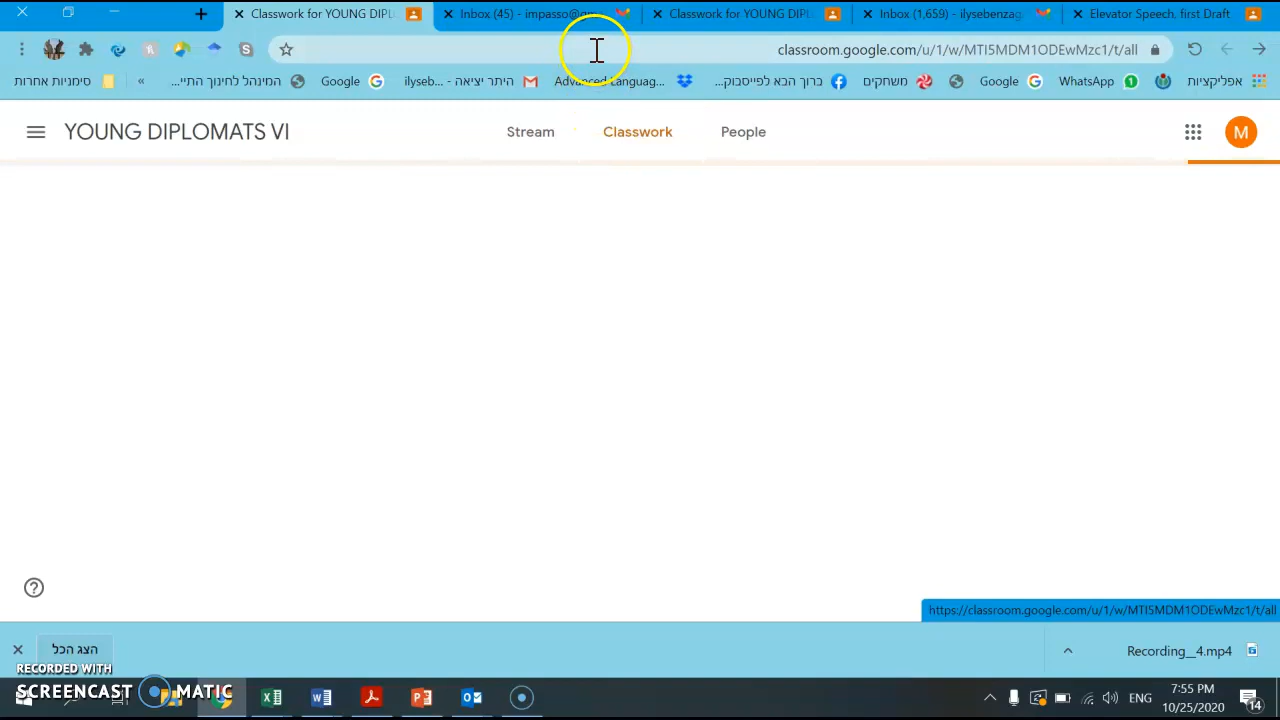 Classwork for YOUNG DIPL
Inbox (45) - impasso@gm
Classwork for YOUNG DIPL
Inbox (1,659) - ilysebenzag
Elevator Speech, first Draft
classroom.google.com/u/1/w/MTI5MDM1ODEwMzc1/t/all
סימניות אחרות
»
המינהל לחינוך התיי...
Google
היתר יציאה - ilyseb...
Advanced Languag...
ברוך הבא לפייסבוק...
משחקים
Google
WhatsApp
אפליקציות
YOUNG DIPLOMATS VI
Stream
Classwork
People
M
https://classroom.google.com/u/1/w/MTI5MDM1ODEwMzc1/t/all
הצג הכל
Recording__4.mp4
RECORDED WITH
SCREENCAST MATIC
ENG
7:55 PM
10/25/2020
14